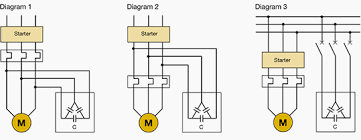 Diagram 1
Starter
M
C
Diagram 2
Starter
M
C
Diagram 3
Starter
M
C